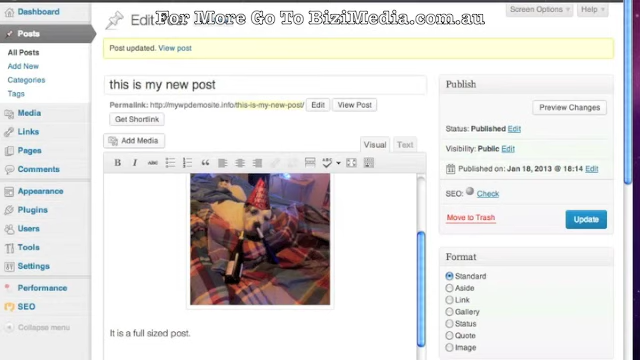 Dashboard
For More Go To BiziMedia.com.au
Edit
Screen Options
Help
Posts
Post updated. View post
All Posts
Add New
Categories
Tags
Media
Links
Pages
Comments
Appearance
Plugins
Users
Tools
Settings
Performance
SEO
Collapse menu
this is my new post
Permalink: http://mywpdemosite.info/this-is-my-new-post/ Edit View Post
Get Shortlink
Add Media
Visual Text
B I ABC
ABC
It is a full sized post.
Publish
Preview Changes
Status: Published Edit
Visibility: Public Edit
Published on: Jan 18, 2013 @ 18:14 Edit
SEO: Check
Move to Trash Update
Format
Standard
Aside
Link
Gallery
Status
Quote
Image